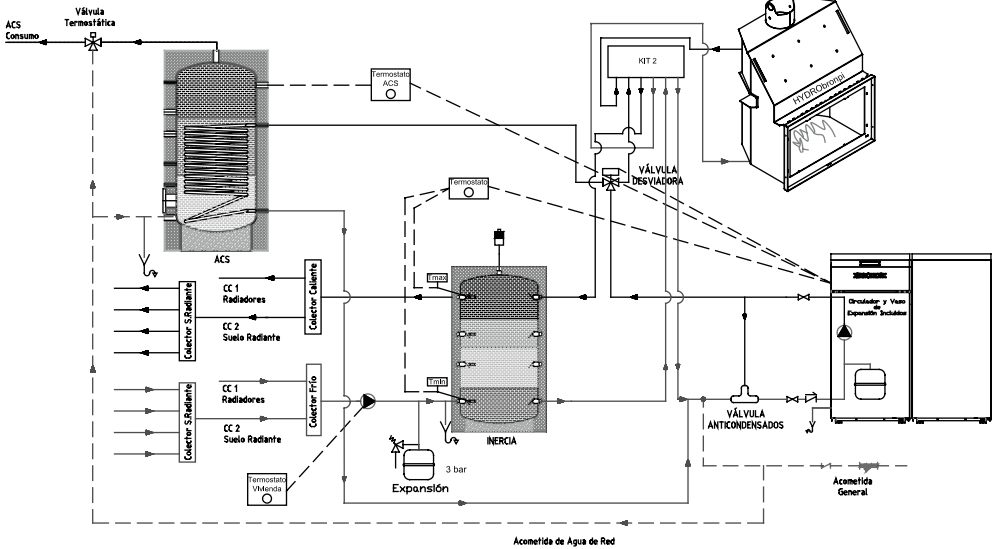 ACS
Consumo
Válvula
Termostática
Termostato
ACS
KIT 2
HYDRObronpi
VÁLVULA
DESVIADORA
Termostato
ACS
Tmax
CC 1
Radiadores
CC 2
Suelo Radiante
Colector Caliente
Colector S.Radiante
Circulador y Vaso
de
Expansión Incluidos
Tmin
CC 1
Radiadores
CC 2
Suelo Radiante
Colector Frío
Colector S.Radiante
INERCIA
VÁLVULA
ANTICONDENSADOS
Termostato
Vivienda
3 bar
Expansión
Acometida
General
Acometida de Agua de Red